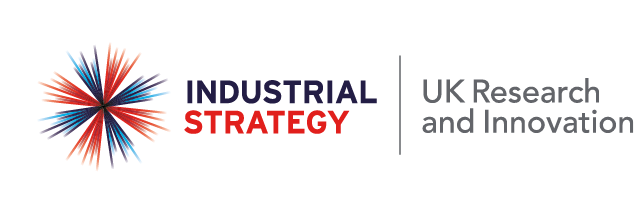 INDUSTRIAL
STRATEGY
UK Research
and Innovation